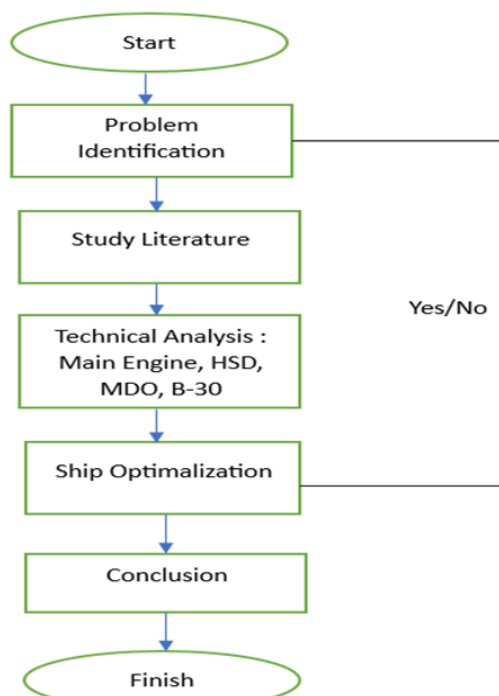 Start
Problem
Identification
Study Literature
Yes/No
Technical Analysis :
Main Engine, HSD,
MDO, B-30
Ship Optimalization
Conclusion
Finish